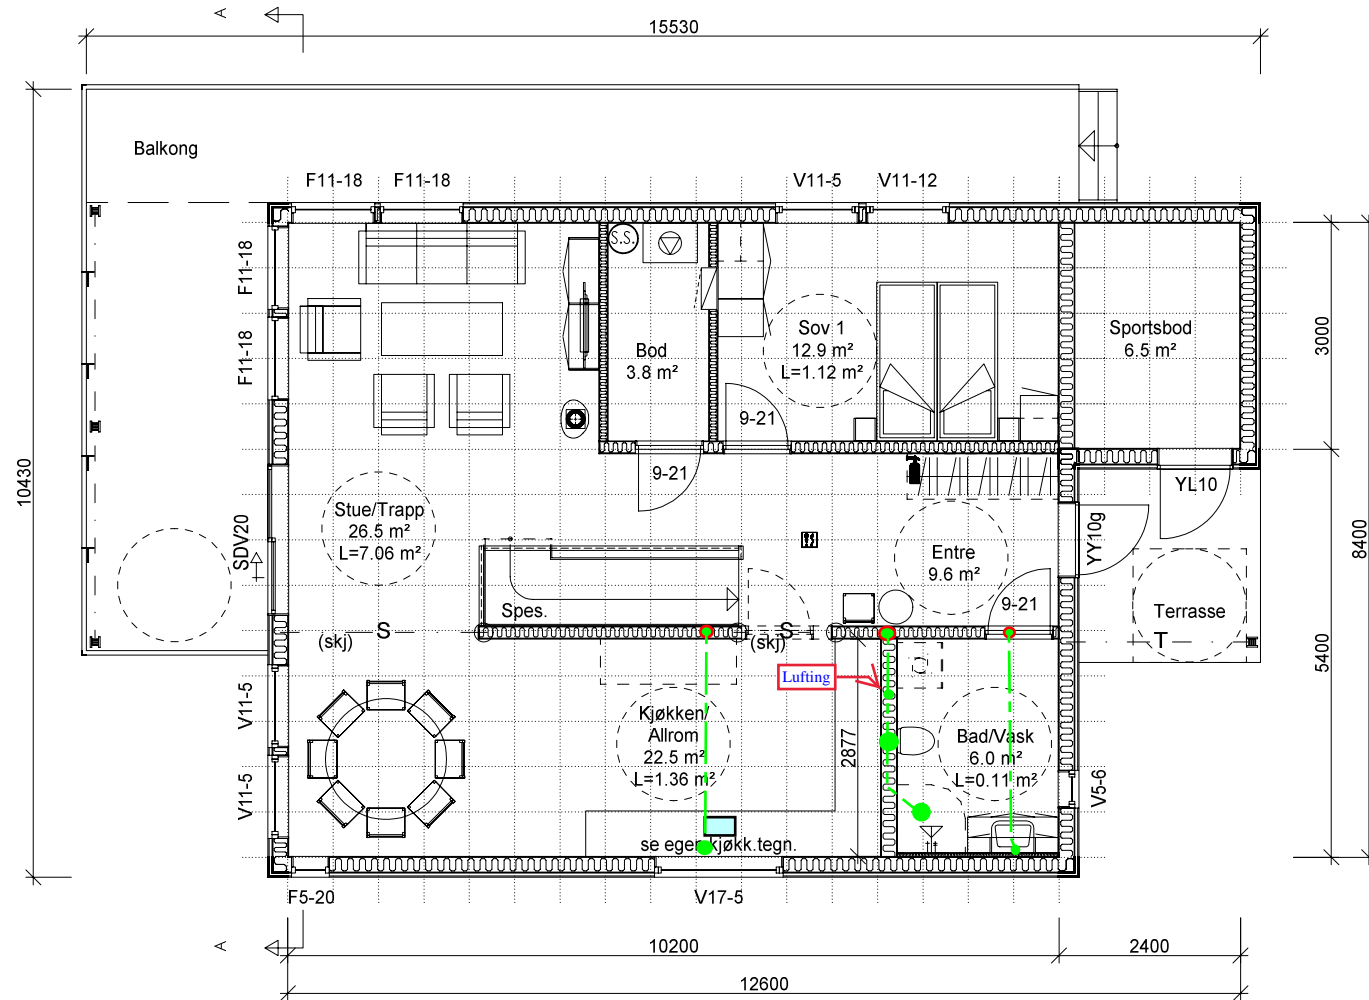 A
15530
Balkong
F11-18
F11-18
V11-5
V11-12
S.S.
F11-18
F11-18
Bod
3.8 m²
Sov 1
12.9 m²
L=1.12 m²
Sportsbod
6.5 m²
3000
9-21
9-21
YL10
10430
Stue/Trapp
26.5 m²
L=7.06 m²
SDV20
Entre
9.6 m²
YY10g
8400
Spes.
9-21
Terrasse
S
(skj)
S
(skj)
T
5400
Lufting
V11-5
V11-5
Kjøkken/
Allrom
22.5 m²
L=1.36 m²
2877
Bad/Vask
6.0 m²
L=0.11 m²
V5-6
se egen kjøkk.tegn.
F5-20
V17-5
A
10200
2400
12600